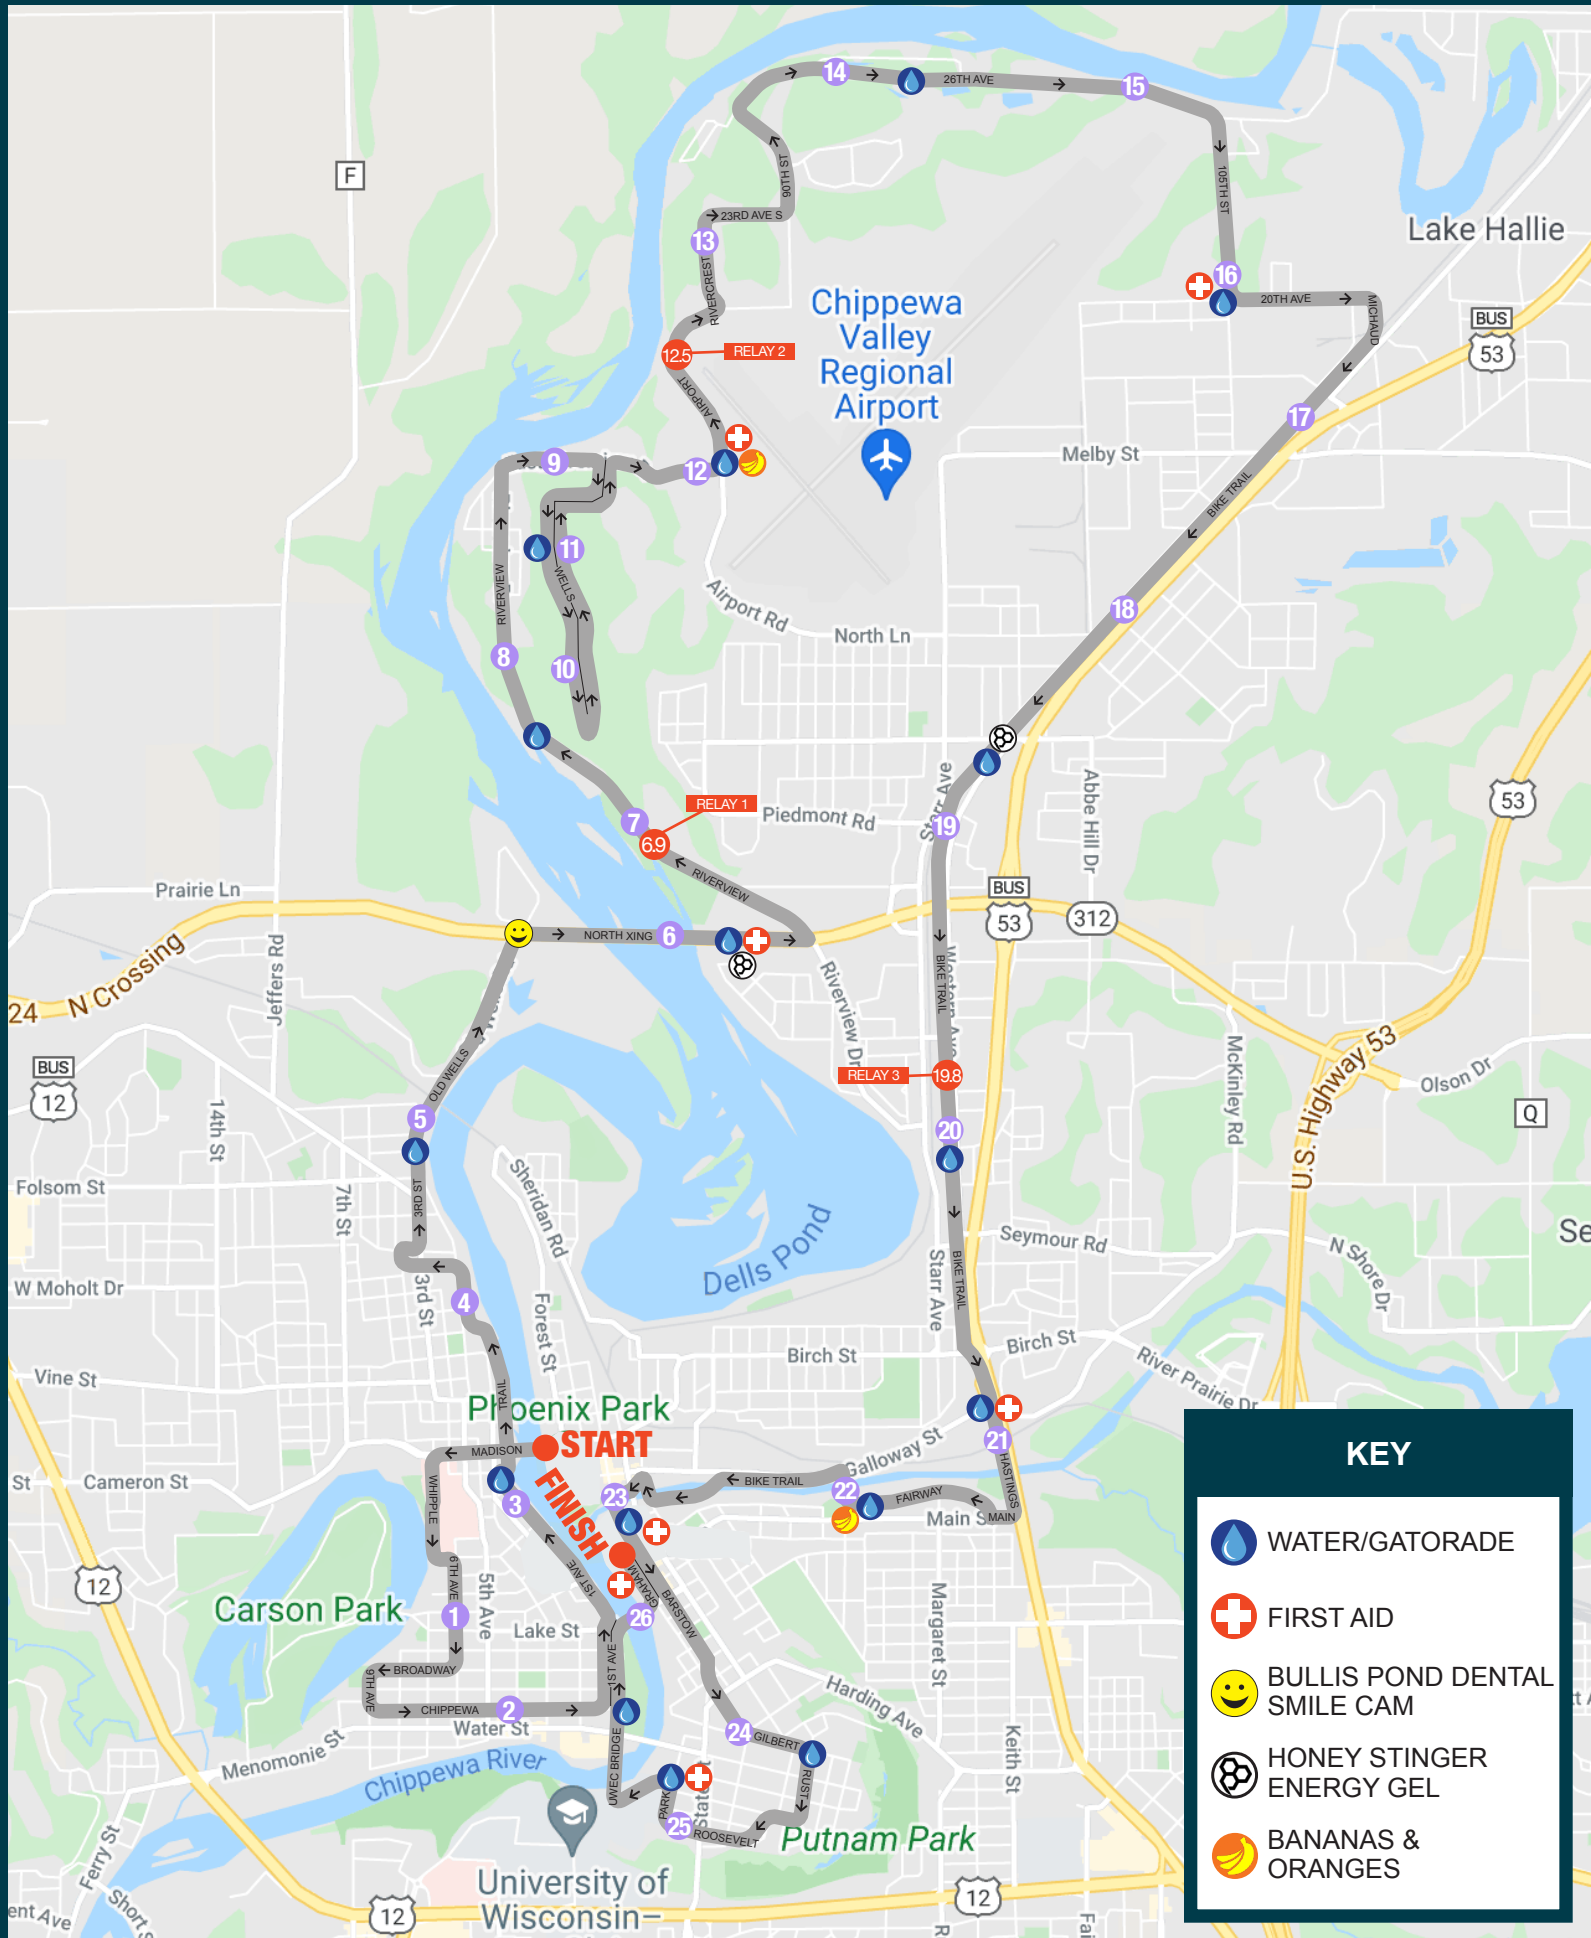 14
26TH AVE
15
F
90TH ST
105TH ST
23RD AVE S
13
Lake Hallie
RIVERCREST
16
20TH AVE
MICHAUD
BUS
53
Chippewa
Valley
Regional
Airport
12.5
RELAY 2
AIRPORT
17
Melby St
9
12
BIKE TRAIL
11
WELLS
RIVERVIEW
Airport Rd
North Ln
18
8
10
Starr Ave
Abbe Hill Dr
53
RELAY 1
7
6.9
Piedmont Rd
19
RIVERVIEW
Prairie Ln
BUS
53
312
NORTH XING
6
N Crossing
24
Jeffers Rd
Riverview Dr
BIKE TRAIL
Western Ave
OLD WELLS
BUS
12
RELAY 3
19.8
McKinley Rd
U.S. Highway 53
Olson Dr
Q
5
14th St
20
Folsom St
7th St
3RD ST
Sheridan Rd
Dells Pond
Seymour Rd
N Shore Dr
Se
W Moholt Dr
3rd St
4
Forest St
Starr Ave
BIKE TRAIL
Birch St
Birch St
River Prairie Dr
Vine St
TRAIL
Phoenix Park
START
MADISON
21
Galloway St
St
Cameron St
WHIPPLE
3
FINISH
23
BIKE TRAIL
22
FAIRWAY
HASTINGS
Main S
MAIN
12
6TH AVE
5th Ave
1ST AVE
GRAHAM
BARSTOW
Carson Park
1
Lake St
26
Margaret St
BROADWAY
9TH AVE
1ST AVE
CHIPPEWA
2
Water St
Harding Ave
Menomonie St
24
GILBERT
Keith St
Chippewa River
UWEC BRIDGE
PARK
State
RUST
25
ROOSEVELT
Putnam Park
Ferry St
Short S
University of
Wisconsin–
12
12
ent Ave
R
Fai
KEY
WATER/GATORADE
FIRST AID
BULLIS POND DENTAL
SMILE CAM
HONEY STINGER
ENERGY GEL
BANANAS &
ORANGES